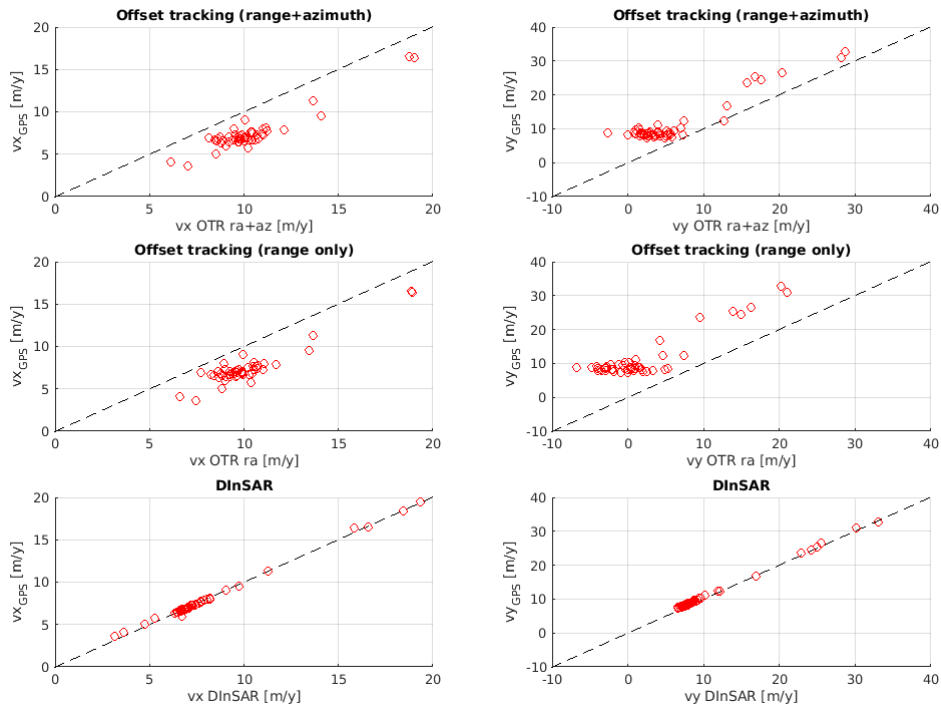 Offset tracking (range+azimuth)
20
15
10
5
0
vx_GPS [m/y]
0 5 10 15 20
vx OTR ra+az [m/y]
Offset tracking (range+azimuth)
40
30
20
10
0
-10
vy_GPS [m/y]
-10 0 10 20 30 40
vy OTR ra+az [m/y]
Offset tracking (range only)
20
15
10
5
0
vx_GPS [m/y]
0 5 10 15 20
vx OTR ra [m/y]
Offset tracking (range only)
40
30
20
10
0
-10
vy_GPS [m/y]
-10 0 10 20 30 40
vy OTR ra [m/y]
DInSAR
20
15
10
5
0
vx_GPS [m/y]
0 5 10 15 20
vx DInSAR [m/y]
DInSAR
40
30
20
10
0
-10
vy_GPS [m/y]
-10 0 10 20 30 40
vy DInSAR [m/y]